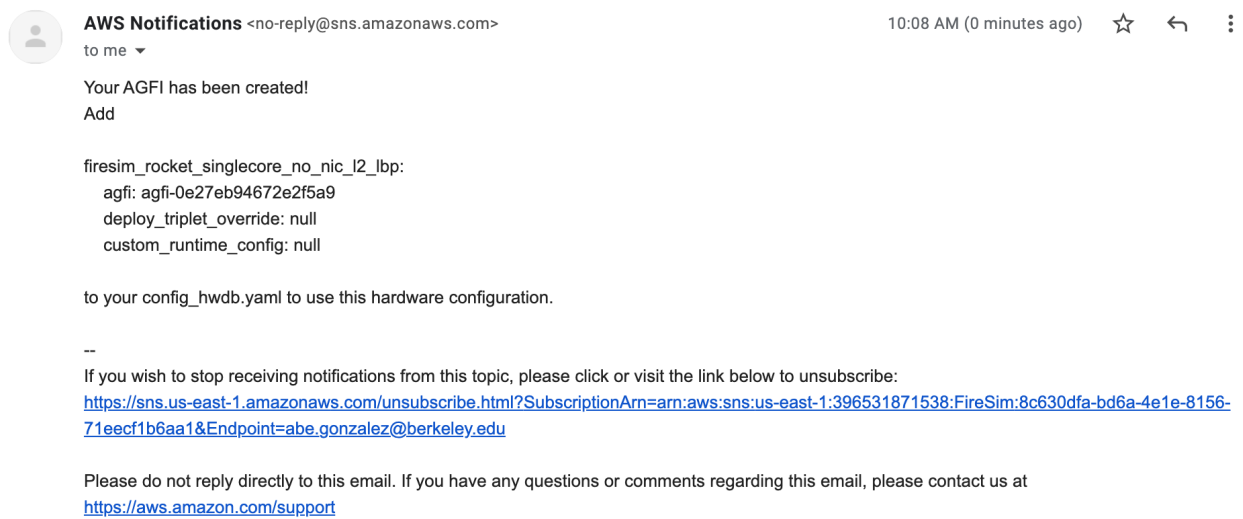 AWS Notifications <no-reply@sns.amazonaws.com> 10:08 AM (0 minutes ago)
to me
Your AGFI has been created!
Add
firesim_rocket_singlecore_no_nic_l2_lbp:
agfi: agfi-0e27eb94672e2f5a9
deploy_triplet_override: null
custom_runtime_config: null
to your config_hwdb.yaml to use this hardware configuration.
--
If you wish to stop receiving notifications from this topic, please click or visit the link below to unsubscribe:
https://sns.us-east-1.amazonaws.com/unsubscribe.html?SubscriptionArn=arn:aws:sns:us-east-1:396531871538:FireSim:8c630dfa-bd6a-4e1e-8156-
71eecf1b6aa1&Endpoint=abe.gonzalez@berkeley.edu
Please do not reply directly to this email. If you have any questions or comments regarding this email, please contact us at
https://aws.amazon.com/support